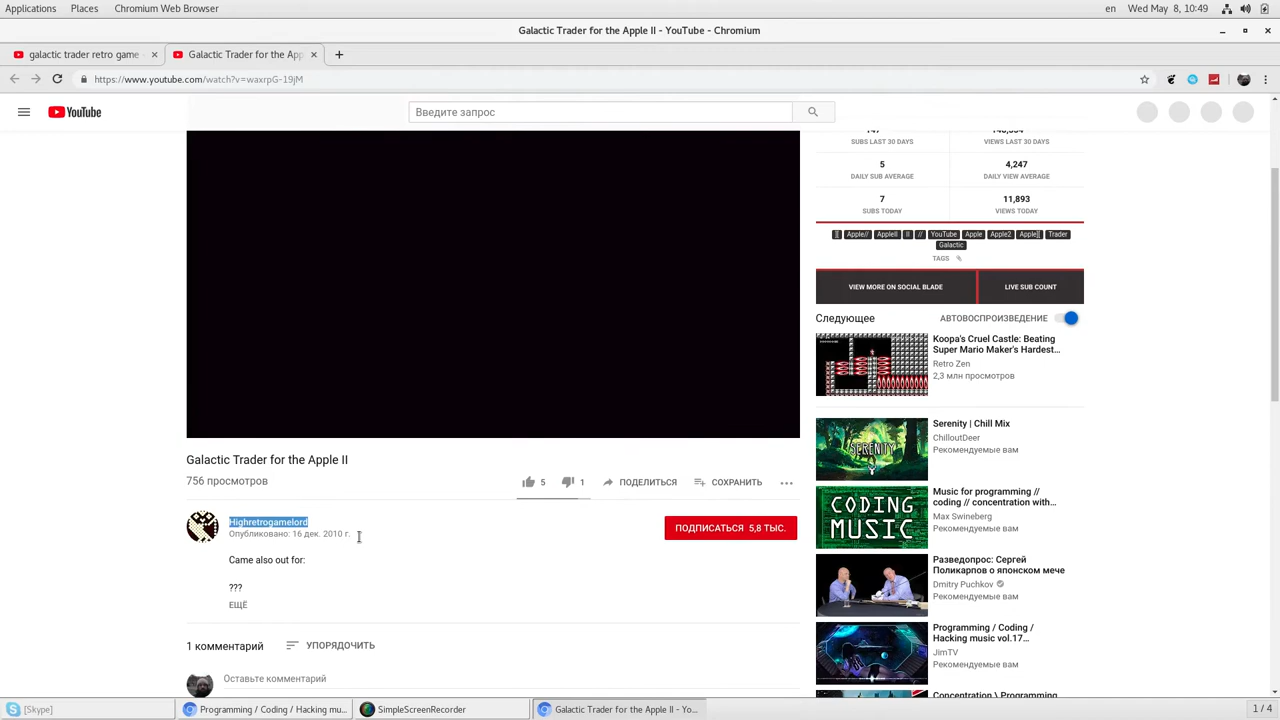 Applications Places Chromium Web Browser en Wed May 8, 10:49
Galactic Trader for the Apple II - YouTube - Chromium
galactic trader retro game - Galactic Trader for the App
https://www.youtube.com/watch?v=waxrpG-19jM
YouTube Введите запрос
147 148,334
SUBS LAST 30 DAYS VIEWS LAST 30 DAYS
5 4,247
DAILY SUB AVERAGE DAILY VIEW AVERAGE
7 11,893
SUBS TODAY VIEWS TODAY
][ Apple// AppleII II // YouTube Apple Apple2 Apple][ Trader
Galactic
TAGS
VIEW MORE ON SOCIAL BLADE LIVE SUB COUNT
Следующее АВТОВОСПРОИЗВЕДЕНИЕ
Koopa's Cruel Castle: Beating
Super Mario Maker's Hardest…
Retro Zen
2,3 млн просмотров
SERENITY
Serenity | Chill Mix
ChilloutDeer
Рекомендуемые вам
Galactic Trader for the Apple II
756 просмотров
5 1 ПОДЕЛИТЬСЯ СОХРАНИТЬ
CODING
MUSIC
Music for programming //
coding // concentration with…
Max Swineberg
Рекомендуемые вам
Highretrogamelord
Опубликовано: 16 дек. 2010 г.
ПОДПИСАТЬСЯ 5,8 ТЫС.
Came also out for:
???
ЕЩЁ
Разведопрос: Сергей
Поликарпов о японском мече
Dmitry Puchkov
Рекомендуемые вам
1 комментарий УПОРЯДОЧИТЬ
Оставьте комментарий
Programming / Coding /
Hacking music vol.17…
JimTV
Рекомендуемые вам
Concentration \ Programming
[Skype] Programming / Coding / Hacking mu… SimpleScreenRecorder Galactic Trader for the Apple II - Yo… 1 / 4